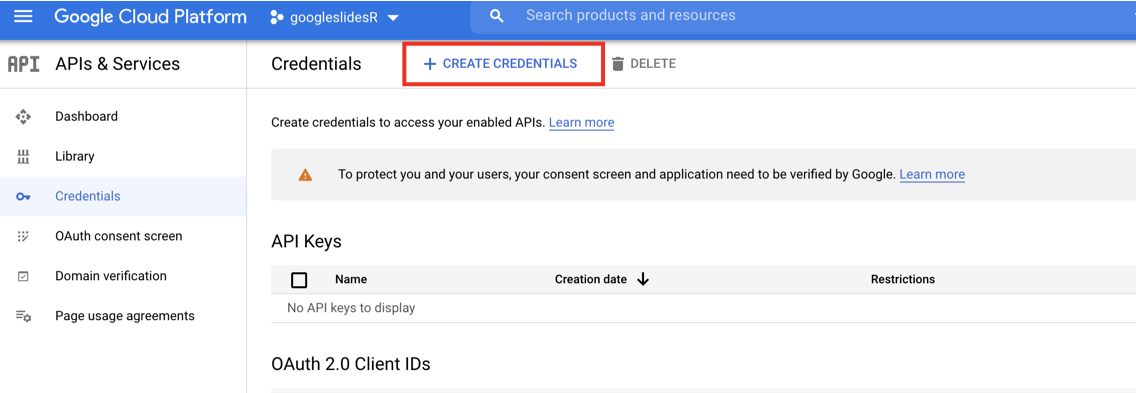 Google Cloud Platform googleslidesR Search products and resources
API APIs & Services Credentials + CREATE CREDENTIALS DELETE
Dashboard
Library
Credentials
OAuth consent screen
Domain verification
Page usage agreements
Create credentials to access your enabled APIs. Learn more
To protect you and your users, your consent screen and application need to be verified by Google. Learn more
API Keys
Name Creation date Restrictions
No API keys to display
OAuth 2.0 Client IDs